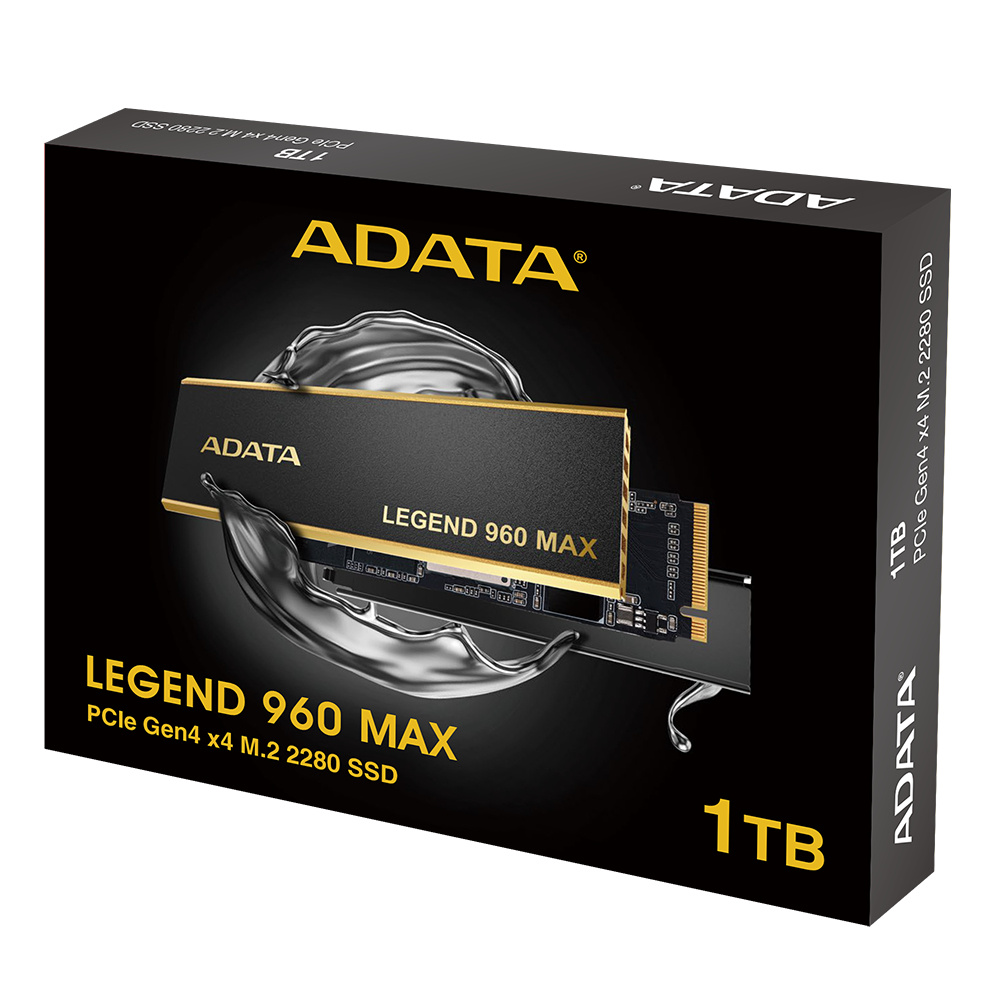 PCIe Gen4 x4 M.2 2280 SSD
1TB
ADATA®
ADATA®
ADATA
LEGEND 960 MAX
LEGEND 960 MAX
PCIe Gen4 x4 M.2 2280 SSD
1TB
1TB
PCIe Gen4 x4 M.2 2280 SSD
ADATA®